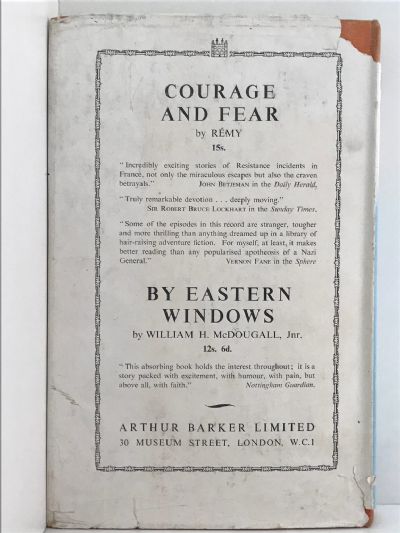 COURAGE
AND FEAR
by RÉMY
15s.
"Incredibly exciting stories of Resistance incidents in
France, not only the miraculous escapes but also the craven
betrayals." JOHN BETJEMAN in the Daily Herald.
"Truly remarkable devotion . . . deeply moving."
SIR ROBERT BRUCE LOCKHART in the Sunday Times.
"Some of the episodes in this record are stranger, tougher
and more thrilling than anything dreamed up in a library of
hair-raising adventure fiction. For myself, at least, it makes
better reading than any popularised apotheosis of a Nazi
General." VERNON FANE in the Sphere
BY EASTERN
WINDOWS
by WILLIAM H. McDOUGALL, Jnr.
12s. 6d.
"This absorbing book holds the interest throughout; it is a
story packed with excitement, with humour, with pain, but
above all, with faith." Nottingham Guardian.
ARTHUR BARKER LIMITED
30 MUSEUM STREET, LONDON, W.C.1